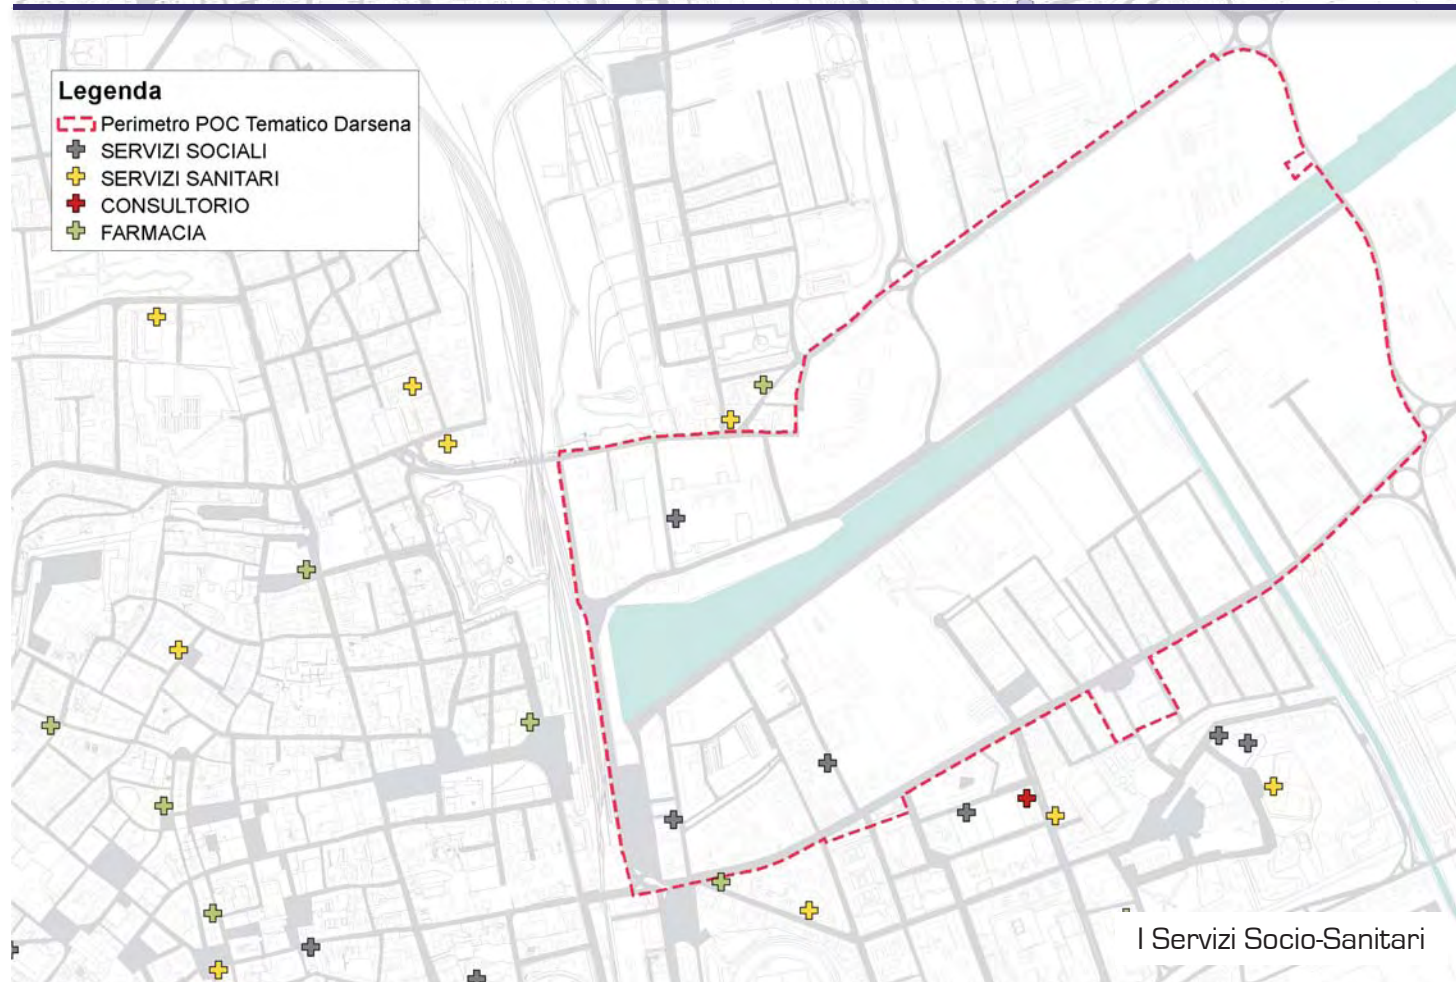 Legenda
Perimetro POC Tematico Darsena
SERVIZI SOCIALI
SERVIZI SANITARI
CONSULTORIO
FARMACIA
I Servizi Socio-Sanitari